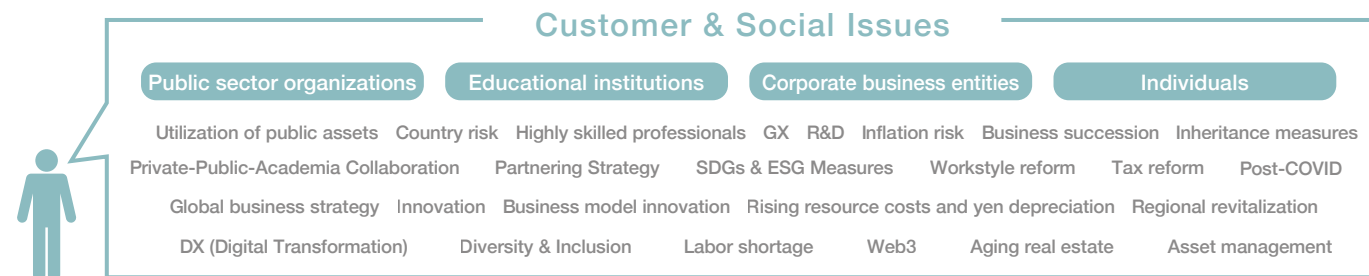 Customer & Social Issues
Public sector organizations Educational institutions Corporate business entities Individuals
Utilization of public assets Country risk Highly skilled professionals GX R&D Inflation risk Business succession Inheritance measures
Private-Public-Academia Collaboration Partnering Strategy SDGs & ESG Measures Workstyle reform Tax reform Post-COVID
Global business strategy Innovation Business model innovation Rising resource costs and yen depreciation Regional revitalization
DX (Digital Transformation) Diversity & Inclusion Labor shortage Web3 Aging real estate Asset management